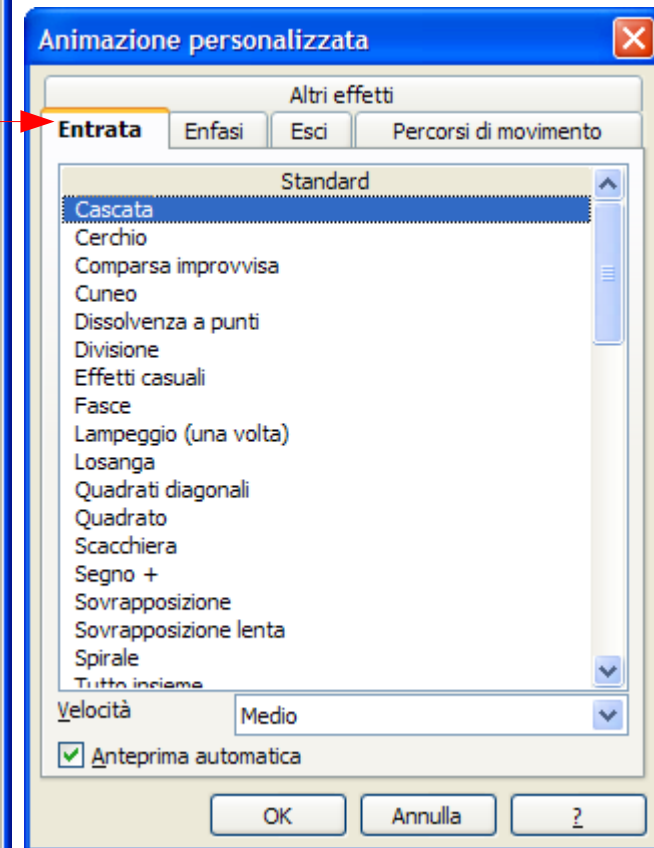 Animazione personalizzata
Altri effetti
Entrata Enfasi Esci Percorsi di movimento
Standard
Cascata
Cerchio
Comparsa improvvisa
Cuneo
Dissolvenza a punti
Divisione
Effetti casuali
Fasce
Lampeggio (una volta)
Losanga
Quadrati diagonali
Quadrato
Scacchiera
Segno +
Sovrapposizione
Sovrapposizione lenta
Spirale
Tutto insieme
Velocità Medio
Anteprima automatica
OK Annulla ?